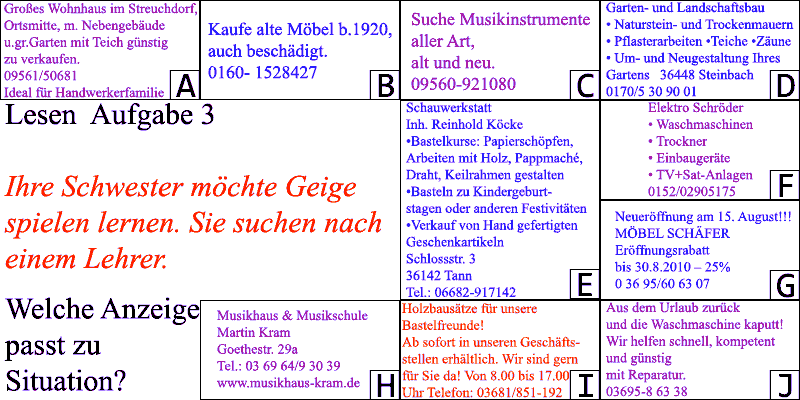 Großes Wohnhaus im Streuchdorf,
Ortsmitte, m. Nebengebäude
u.gr.Garten mit Teich günstig
zu verkaufen.
09561/50681
Ideal für Handwerkerfamilie
A
Kaufe alte Möbel b.1920,
auch beschädigt.
0160- 1528427
B
Suche Musikinstrumente
aller Art,
alt und neu.
09560-921080
C
Garten- und Landschaftsbau
• Naturstein- und Trockenmauern
• Pflasterarbeiten •Teiche •Zäune
• Um- und Neugestaltung Ihres
Gartens 36448 Steinbach
0170/5 30 90 01
D
Lesen Aufgabe 3
Ihre Schwester möchte Geige
spielen lernen. Sie suchen nach
einem Lehrer.
Welche Anzeige
passt zu
Situation?
Schauwerkstatt
Inh. Reinhold Köcke
•Bastelkurse: Papierschöpfen,
Arbeiten mit Holz, Pappmaché,
Draht, Keilrahmen gestalten
•Basteln zu Kindergeburt-
stagen oder anderen Festivitäten
•Verkauf von Hand gefertigten
Geschenkartikeln
Schlossstr. 3
36142 Tann
Tel.: 06682-917142
E
Elektro Schröder
• Waschmaschinen
• Trockner
• Einbaugeräte
• TV+Sat-Anlagen
0152/02905175
F
Neueröffnung am 15. August!!!
MÖBEL SCHÄFER
Eröffnungsrabatt
bis 30.8.2010 – 25%
0 36 95/60 63 07
G
Musikhaus & Musikschule
Martin Kram
Goethestr. 29a
Tel.: 03 69 64/9 30 39
www.musikhaus-kram.de
H
Holzbausätze für unsere
Bastelfreunde!
Ab sofort in unseren Geschäfts-
stellen erhältlich. Wir sind gern
für Sie da! Von 8.00 bis 17.00
Uhr Telefon: 03681/851-192
I
Aus dem Urlaub zurück
und die Waschmaschine kaputt!
Wir helfen schnell, kompetent
und günstig
mit Reparatur.
03695-8 63 38
J